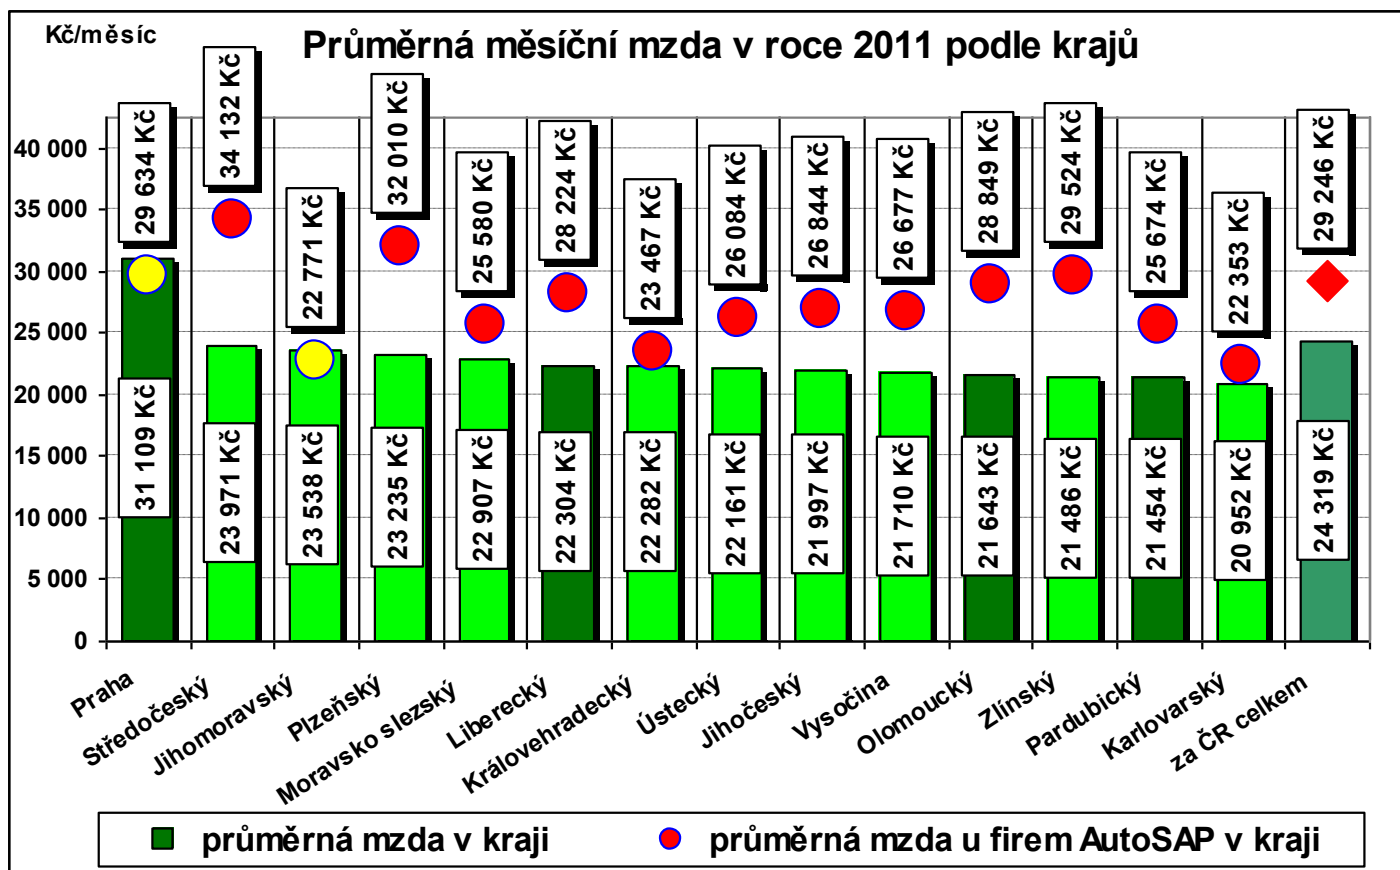 Kč/měsíc
Průměrná měsíční mzda v roce 2011 podle krajů
40 000
35 000
30 000
25 000
20 000
15 000
10 000
5 000
0
29 634 Kč
34 132 Kč
22 771 Kč
32 010 Kč
25 580 Kč
28 224 Kč
23 467 Kč
26 084 Kč
26 844 Kč
26 677 Kč
28 849 Kč
29 524 Kč
25 674 Kč
22 353 Kč
29 246 Kč
31 109 Kč
23 971 Kč
23 538 Kč
23 235 Kč
22 907 Kč
22 304 Kč
22 282 Kč
22 161 Kč
21 997 Kč
21 710 Kč
21 643 Kč
21 486 Kč
21 454 Kč
20 952 Kč
24 319 Kč
Praha
Středočeský
Jihomoravský
Plzeňský
Moravsko slezský
Liberecký
Královehradecký
Ústecký
Jihočeský
Vysočina
Olomoucký
Zlínský
Pardubický
Karlovarský
za ČR celkem
průměrná mzda v kraji
průměrná mzda u firem AutoSAP v kraji